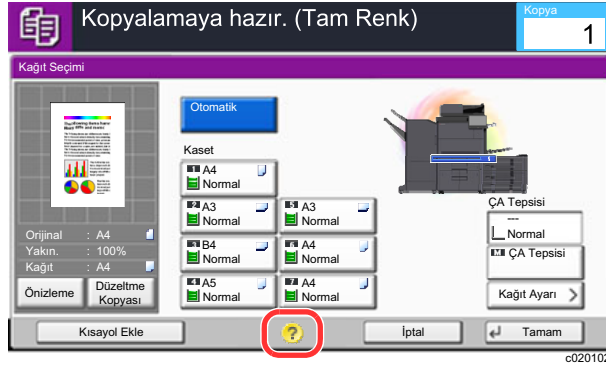 Kopyalamaya hazır. (Tam Renk)
Kopya
1
Kağıt Seçimi
Otomatik
Kaset
1 A4
Normal
2 A3
Normal
5 A3
Normal
3 B4
Normal
6 A4
Normal
4 A5
Normal
7 A4
Normal
1
ÇA Tepsisi
---
Normal
ÇA Tepsisi
Kağıt Ayarı
Orijinal : A4
Yakın. : 100%
Kağıt : A4
Önizleme
Düzeltme
Kopyası
Kısayol Ekle
?
İptal
Tamam
c020102